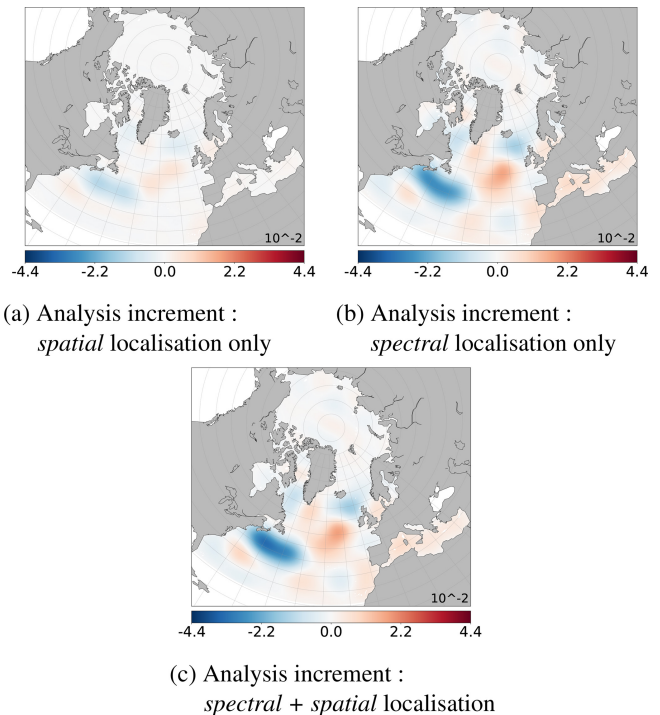 10^-2
10^-2
-4.4 -2.2 0.0 2.2 4.4
-4.4 -2.2 0.0 2.2 4.4
(a) Analysis increment :
spatial localisation only
(b) Analysis increment :
spectral localisation only
10^-2
-4.4 -2.2 0.0 2.2 4.4
(c) Analysis increment :
spectral + spatial localisation